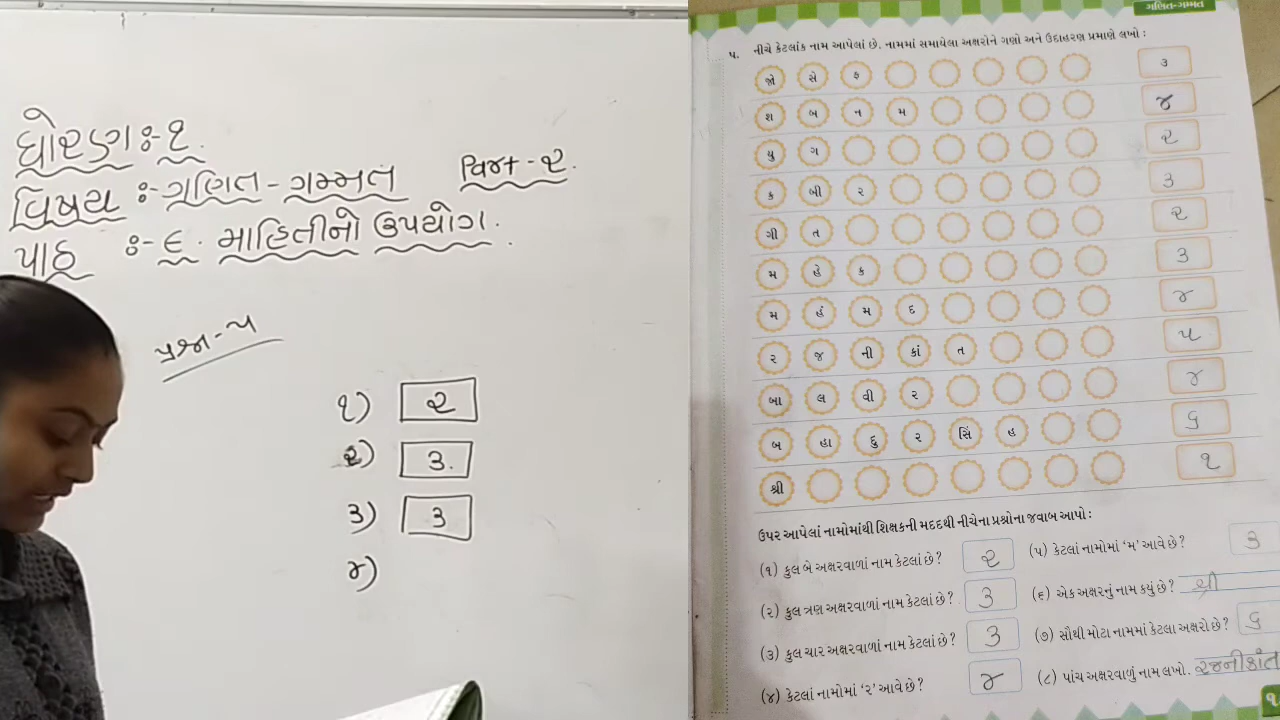 ધોરણ :- ૧.
વિષય :- ગણિત - ગમ્મત વિભાગ - ૨.
પાઠ :- ૯. માહિતીનો ઉપયોગ.
પ્રશ્ન - ૫
૧) ૨
૨) ૩.
૩) ૩
૪)
ગણિત-ગમ્મત
૫. નીચે કેટલાંક નામ આપેલાં છે. નામમાં સમાયેલા અક્ષરોને ગણો અને ઉદાહરણ પ્રમાણે લખો :
જો સે ફ ૩
શ બ ન મ ૪
યુ ગ ૨
ક બી ર ૩
ગી ત ૨
મ હે ક ૩
મ હં મ દ ૪
ર જ ની કાં ત ૫
બા લ વી ર ૪
બ હા દુ ર સિં હ ૬
શ્રી ૧
ઉપર આપેલાં નામોમાંથી શિક્ષકની મદદથી નીચેના પ્રશ્નોના જવાબ આપો :
(૧) કુલ બે અક્ષરવાળાં નામ કેટલાં છે? ૨
(૨) કુલ ત્રણ અક્ષરવાળાં નામ કેટલાં છે? ૩
(૩) કુલ ચાર અક્ષરવાળાં નામ કેટલાં છે? ૩
(૪) કેટલાં નામોમાં ‘ર’ આવે છે? ૪
(૫) કેટલાં નામોમાં ‘મ’ આવે છે? ૩
(૬) એક અક્ષરનું નામ કયું છે? શ્રી
(૭) સૌથી મોટા નામમાં કેટલા અક્ષરો છે? ૬
(૮) પાંચ અક્ષરવાળું નામ લખો. રજનીકાંત